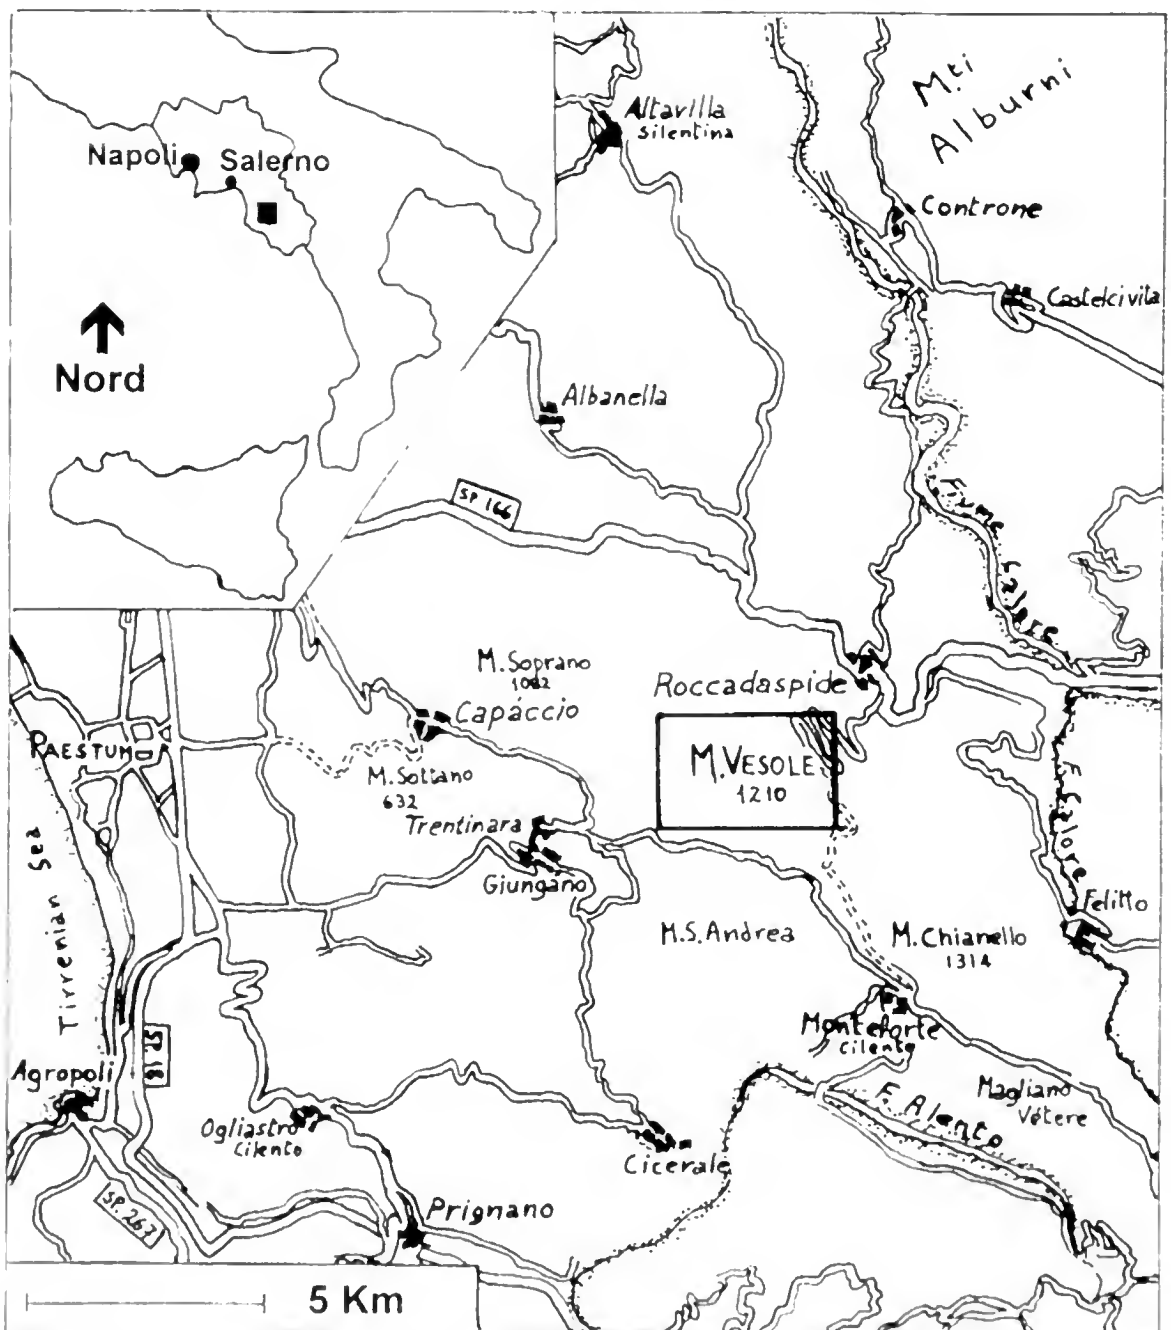 M.ti
Alburni
Altavilla
Silentina
Napoli
Salerno
Controne
Castelcivita
Nord
Albanella
SP. 166
Fiume Calore
M. Soprano
1082
Roccadaspide
Capáccio
PAESTUM
M. VESOLE
1210
M. Sottano
632
Trentinara
F. Calore
Tirrenian Sea
Giungano
Felitto
M.S. Andrea
M. Chianello
1314
Monteforte
Cilento
Agropoli
Magliano
Vétere
F. Alento
Ogliastro
Cilento
Cicerale
SP. 267
Prignano
5 Km